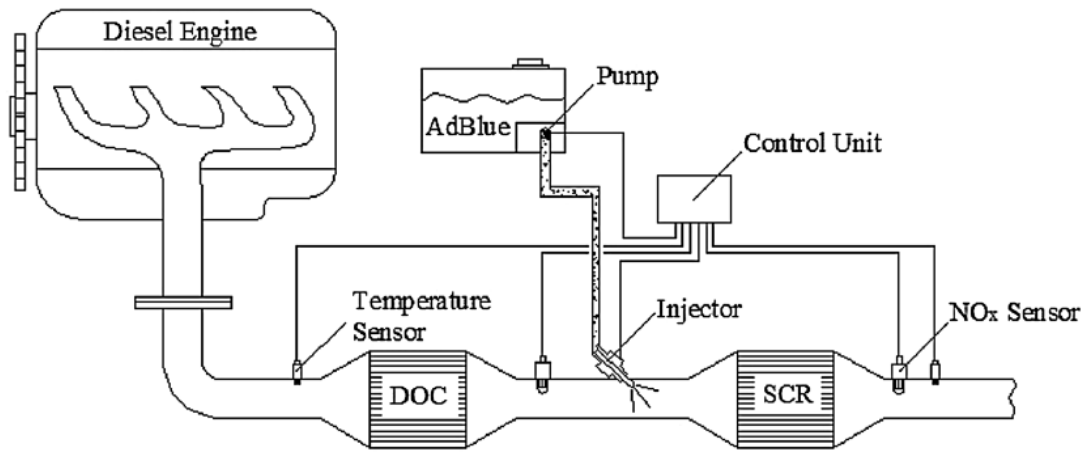 Diesel Engine
Pump
AdBlue
Control Unit
Temperature
Sensor
Injector
NOx Sensor
DOC
SCR